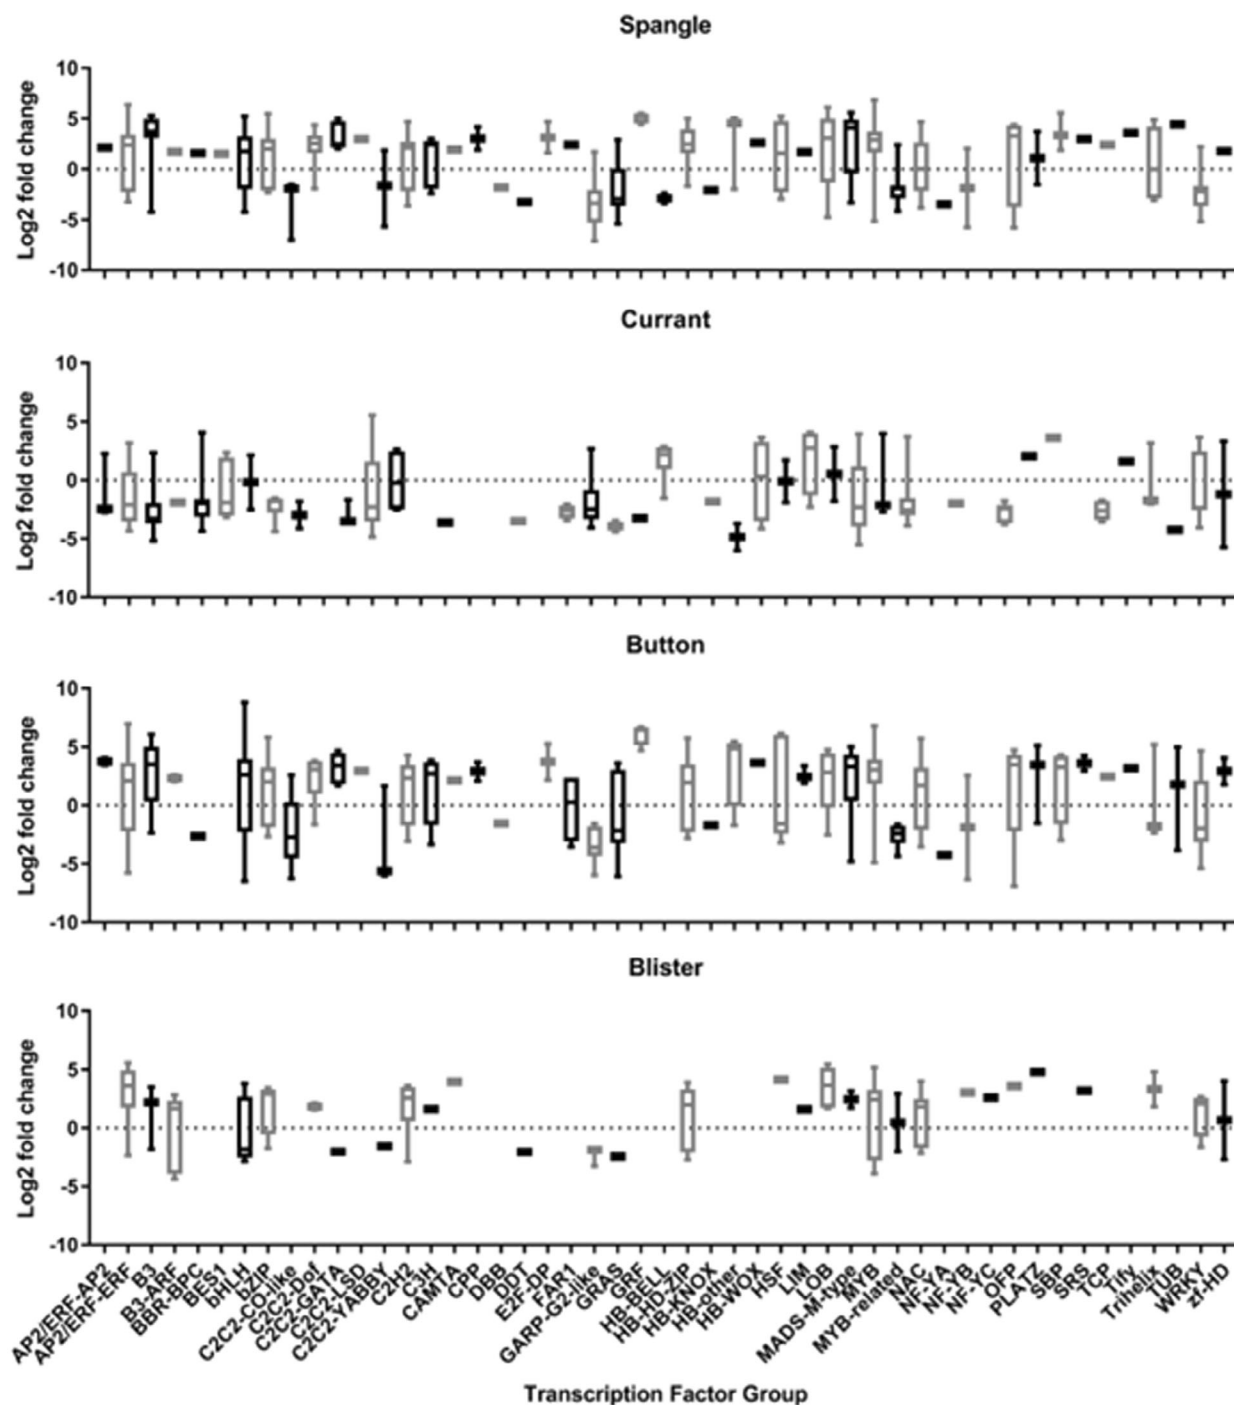 Spangle
10
5
0
-5
-10
Log2 fold change
Currant
10
5
0
-5
-10
Log2 fold change
Button
10
5
0
-5
-10
Log2 fold change
Blister
10
5
0
-5
-10
Log2 fold change
AP2/ERF-AP2
AP2/ERF-ERF
B3
B3-ARF
BBR-BPC
BES1
bHLH
bZIP
C2C2-CO-like
C2C2-Dof
C2C2-GATA
C2C2-LSD
C2C2-YABBY
C2H2
C3H
CAMTA
CPP
DBB
DDT
E2F-DP
FAR1
GARP-G2-like
GRAS
GRF
HB-BELL
HB-HD-ZIP
HB-KNOX
HB-other
HB-WOX
HSF
LIM
LOB
MADS-M-type
MYB
MYB-related
NAC
NF-YA
NF-YB
NF-YC
OFP
PLATZ
SBP
SRS
TCP
Tify
Trihelix
TUB
WRKY
zf-HD
Transcription Factor Group